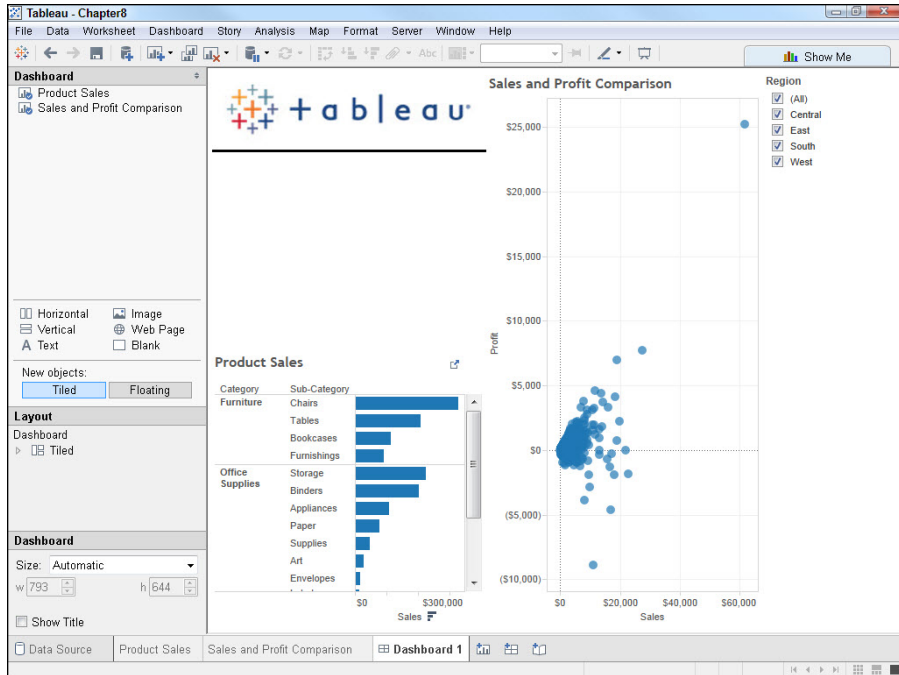 Tableau - Chapter8
File Data Worksheet Dashboard Story Analysis Map Format Server Window Help
Abc
Show Me
Dashboard
Product Sales
Sales and Profit Comparison
Horizontal
Image
Vertical
Web Page
A Text
Blank
New objects:
Tiled
Floating
Layout
Dashboard
Tiled
Dashboard
Size: Automatic
w 793
h 644
Show Title
+ a b l e a u
Product Sales
Category Sub-Category
Furniture Chairs
Tables
Bookcases
Furnishings
Office Supplies Storage
Binders
Appliances
Paper
Supplies
Art
Envelopes
$0 $300,000
Sales
Sales and Profit Comparison
$25,000
$20,000
$15,000
$10,000
$5,000
$0
($5,000)
($10,000)
Profit
$0 $20,000 $40,000 $60,000
Sales
Region
(All)
Central
East
South
West
Data Source
Product Sales
Sales and Profit Comparison
Dashboard 1